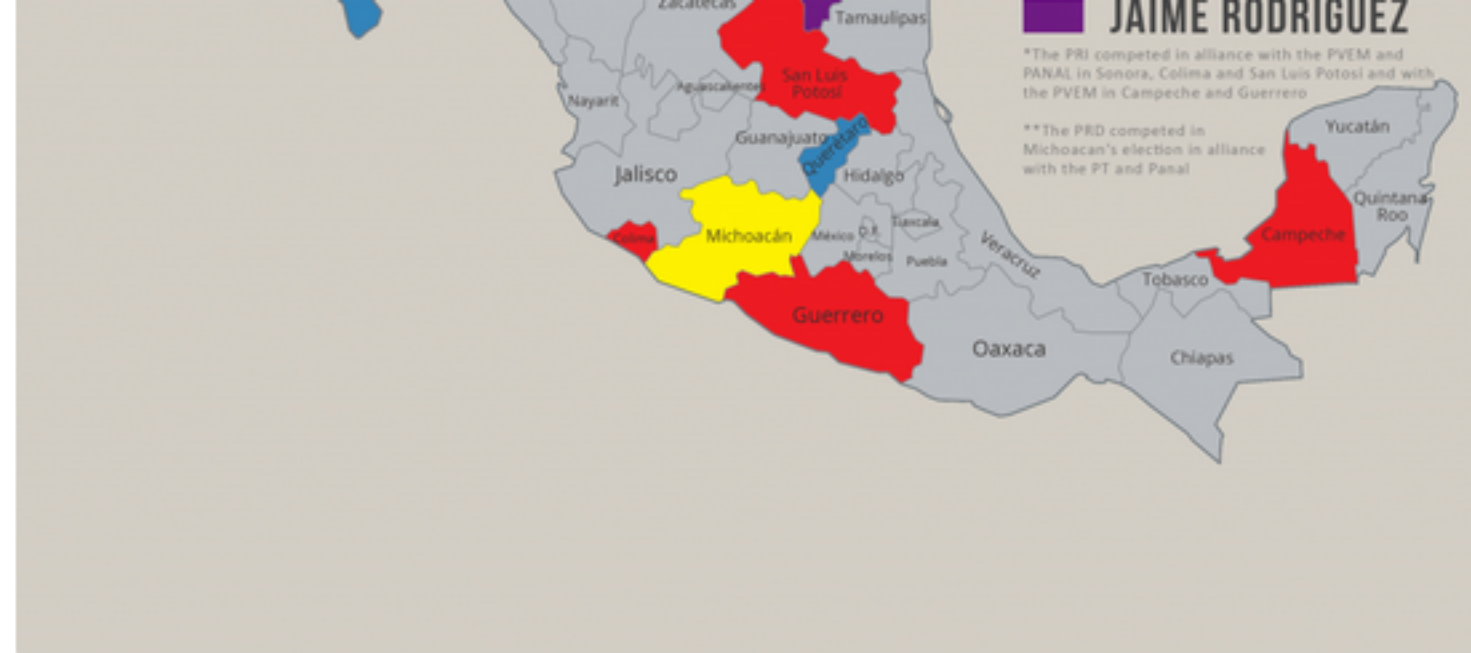 Zacatecas
Tamaulipas
JAIME RODRÍGUEZ
*The PRI competed in alliance with the PVEM and
PANAL in Sonora, Colima and San Luis Potosí and with
the PVEM in Campeche and Guerrero
San Luis
Potosí
Aguascalientes
Nayarit
**The PRD competed in
Michoacan's election in alliance
with the PT and Panal
Yucatán
Guanajuato
Querétaro
Jalisco
Hidalgo
Quintana
Roo
Tlaxcala
Colima
Michoacán
México
D.F.
Campeche
Veracruz
Morelos
Puebla
Tobasco
Guerrero
Oaxaca
Chiapas